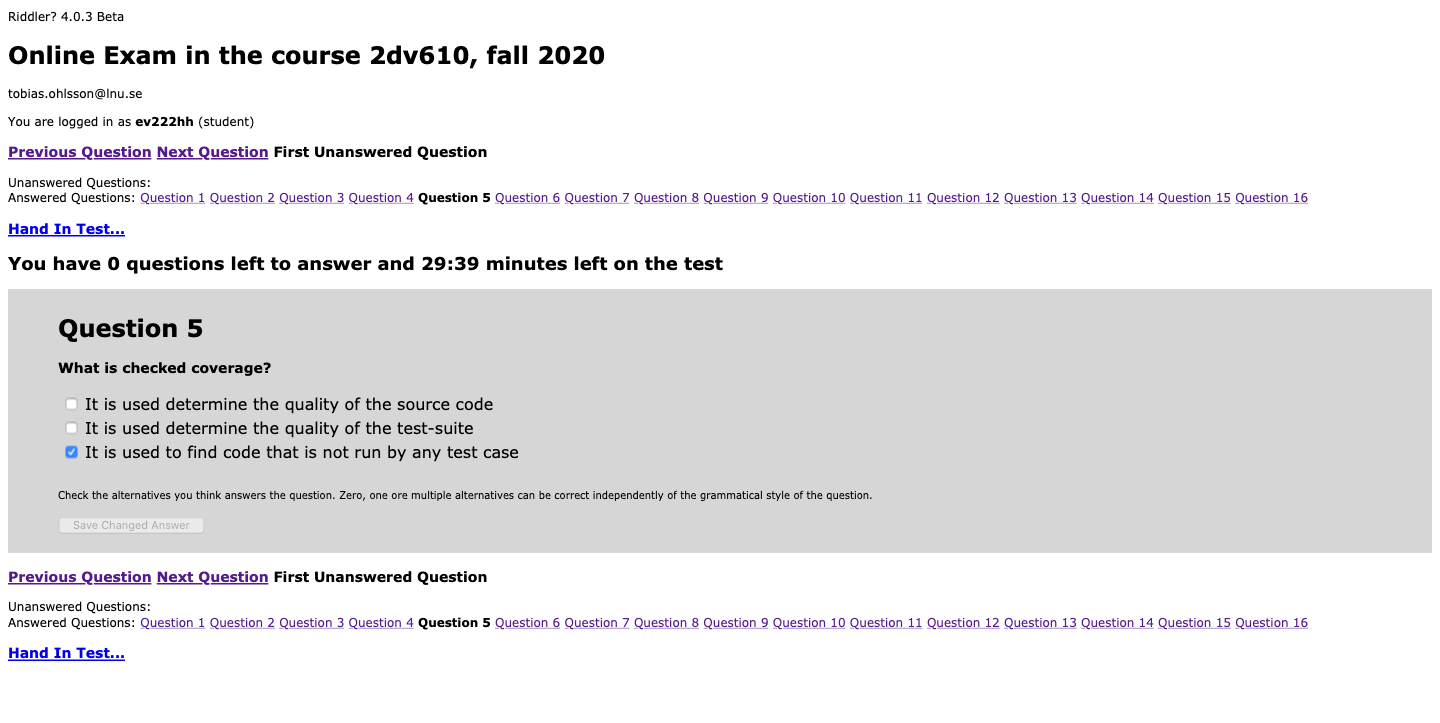 Riddler? 4.0.3 Beta
Online Exam in the course 2dv610, fall 2020
tobias.ohlsson@lnu.se
You are logged in as ev222hh (student)
Previous Question Next Question First Unanswered Question
Unanswered Questions:
Answered Questions: Question 1 Question 2 Question 3 Question 4 Question 5 Question 6 Question 7 Question 8 Question 9 Question 10 Question 11 Question 12 Question 13 Question 14 Question 15 Question 16
Hand In Test...
You have 0 questions left to answer and 29:39 minutes left on the test
Question 5
What is checked coverage?
It is used determine the quality of the source code
It is used determine the quality of the test-suite
It is used to find code that is not run by any test case
Check the alternatives you think answers the question. Zero, one ore multiple alternatives can be correct independently of the grammatical style of the question.
Save Changed Answer
Previous Question Next Question First Unanswered Question
Unanswered Questions:
Answered Questions: Question 1 Question 2 Question 3 Question 4 Question 5 Question 6 Question 7 Question 8 Question 9 Question 10 Question 11 Question 12 Question 13 Question 14 Question 15 Question 16
Hand In Test...